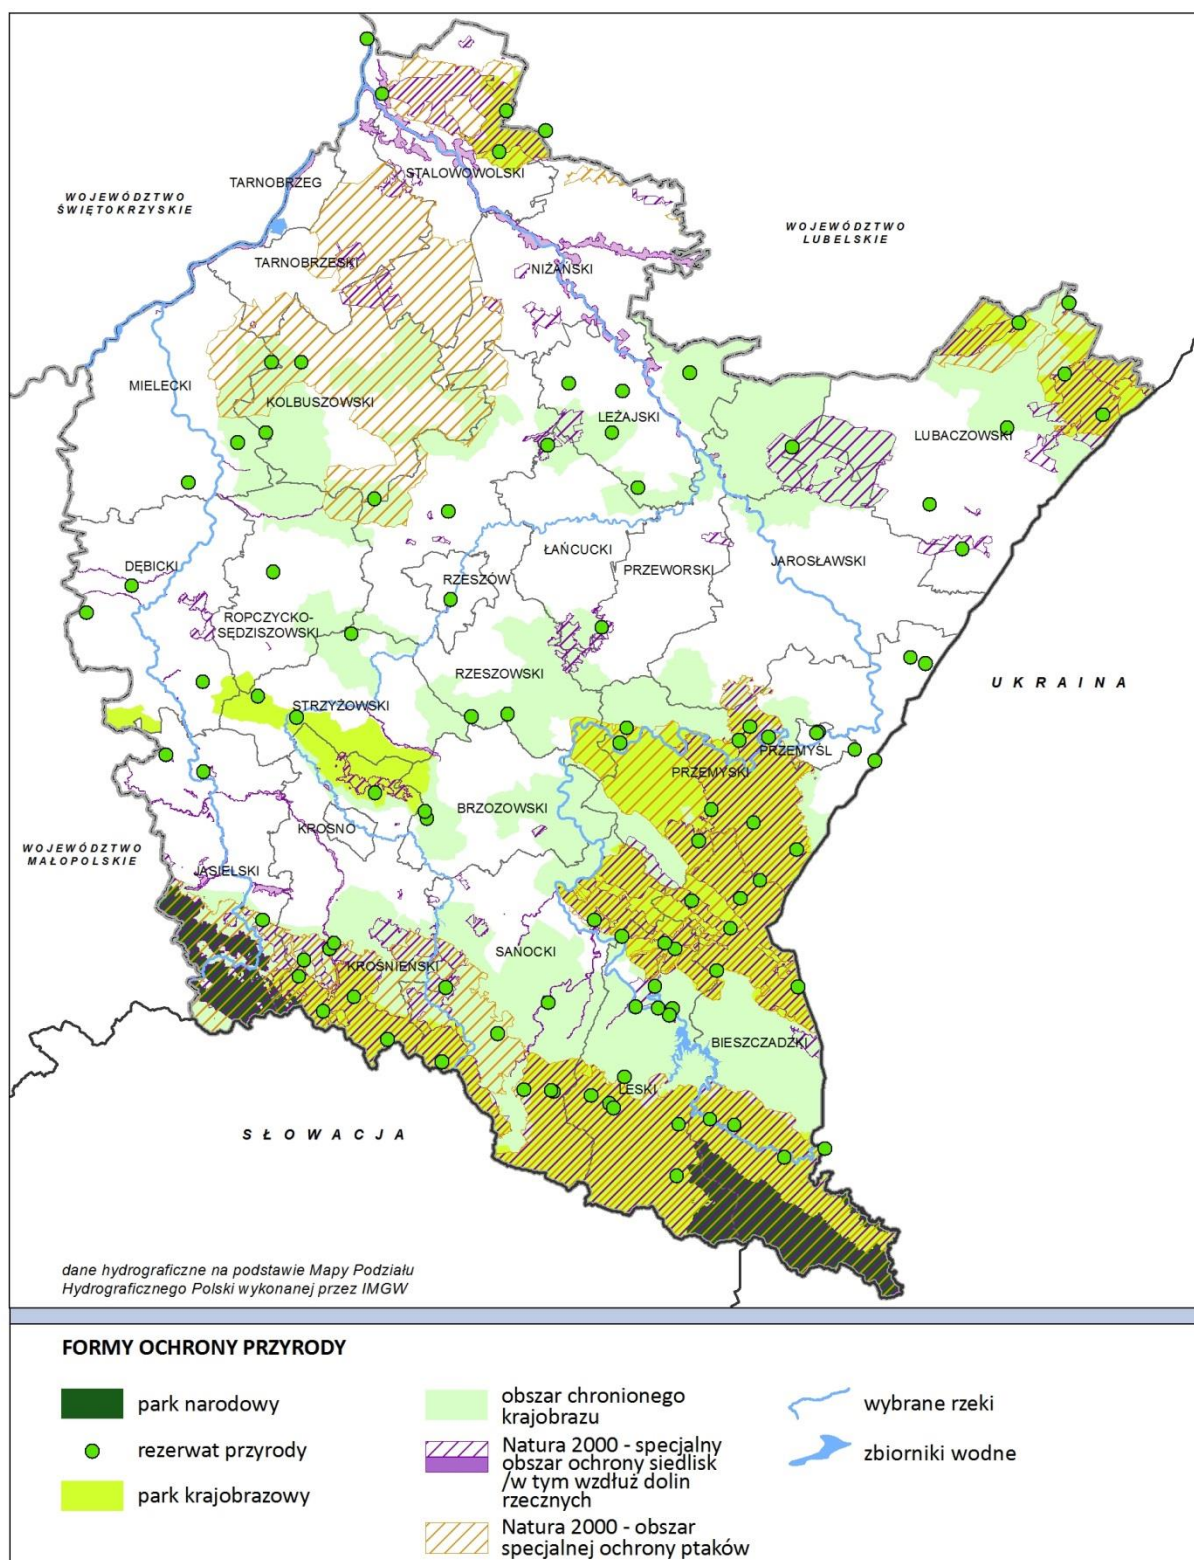 WOJEWÓDZTWO
ŚWIĘTOKRZYSKIE
TARNOBRZEG
STALOWOWOLSKI
WOJEWÓDZTWO
LUBELSKIE
TARNOBRZESKI
NIŻAŃSKI
MIELECKI
KOLBUSZOWSKI
LEŻAJSKI
LUBACZOWSKI
DĘBICKI
ŁAŃCUCKI
RZESZÓW
PRZEWORSKI
JAROSŁAWSKI
ROPCZYCKO-
SĘDZISZOWSKI
RZESZOWSKI
UKRAINA
STRZYŻOWSKI
PRZEMYŚL
PRZEMYSKI
BRZOZOWSKI
KROSNO
WOJEWÓDZTWO
MAŁOPOLSKIE
JASIELSKI
SANOCKI
KROŚNIEŃSKI
BIESZCZADZKI
LESKI
SŁOWACJA
dane hydrograficzne na podstawie Mapy Podziału
Hydrograficznego Polski wykonanej przez IMGW
FORMY OCHRONY PRZYRODY
park narodowy
rezerwat przyrody
park krajobrazowy
obszar chronionego
krajobrazu
Natura 2000 - specjalny
obszar ochrony siedlisk
/w tym wzdłuż dolin
rzecznych
Natura 2000 - obszar
specjalnej ochrony ptaków
wybrane rzeki
zbiorniki wodne